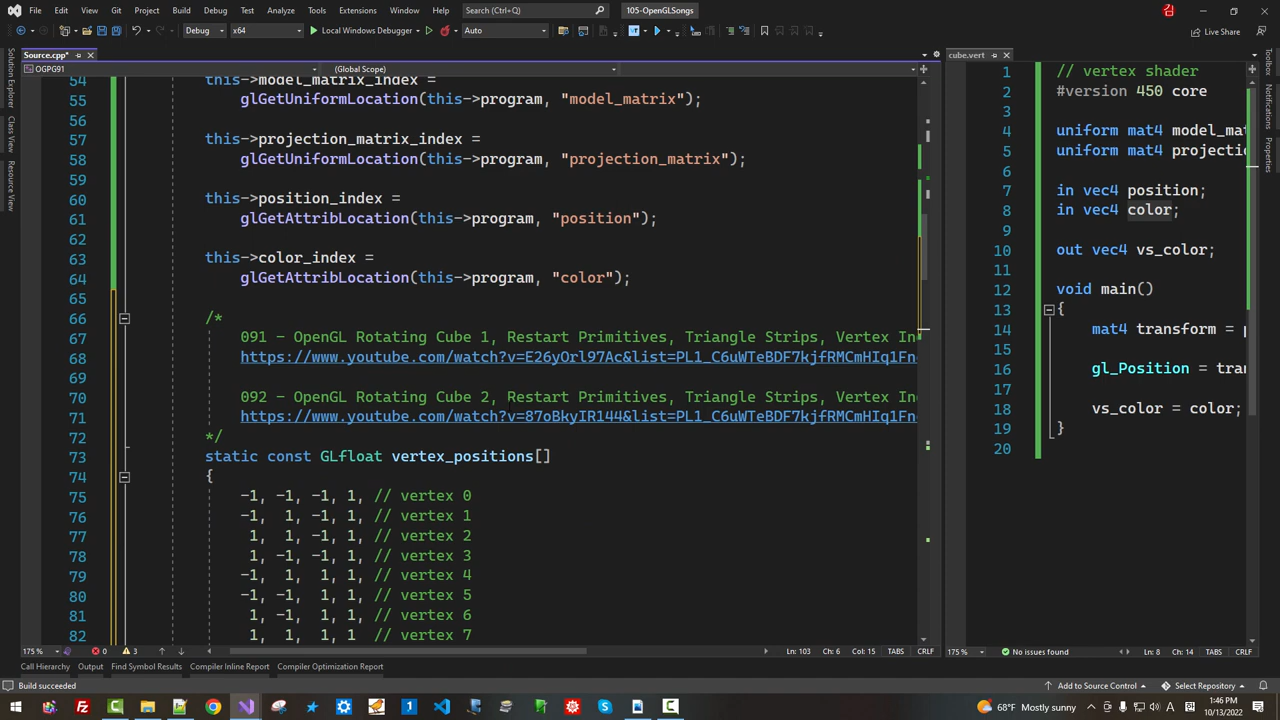 File Edit View Git Project Build Debug Test Analyze Tools Extensions Window Help Search (Ctrl+Q) 105-OpenGLSongs
Debug x64 Local Windows Debugger Auto Live Share
Source.cpp* cube.vert
OGPG91 (Global Scope)
Solution Explorer
Class View
Resource View
Toolbox
Notifications
Properties
54 this->model_matrix_index =
55 glGetUniformLocation(this->program, "model_matrix");
56
57 this->projection_matrix_index =
58 glGetUniformLocation(this->program, "projection_matrix");
59
60 this->position_index =
61 glGetAttribLocation(this->program, "position");
62
63 this->color_index =
64 glGetAttribLocation(this->program, "color");
65
66 /*
67 091 - OpenGL Rotating Cube 1, Restart Primitives, Triangle Strips, Vertex In
68 https://www.youtube.com/watch?v=E26yOrl97Ac&list=PL1_C6uWTeBDF7kjfRMCmHIq1Fn
69
70 092 - OpenGL Rotating Cube 2, Restart Primitives, Triangle Strips, Vertex In
71 https://www.youtube.com/watch?v=87oBkyIR144&list=PL1_C6uWTeBDF7kjfRMCmHIq1Fn
72 */
73 static const GLfloat vertex_positions[]
74 {
75 -1, -1, -1, 1, // vertex 0
76 -1, 1, -1, 1, // vertex 1
77 1, 1, -1, 1, // vertex 2
78 1, -1, -1, 1, // vertex 3
79 -1, 1, 1, 1, // vertex 4
80 -1, -1, 1, 1, // vertex 5
81 1, -1, 1, 1, // vertex 6
82 1, 1, 1, 1 // vertex 7
1 // vertex shader
2 #version 450 core
3
4 uniform mat4 model_mat
5 uniform mat4 projectio
6
7 in vec4 position;
8 in vec4 color;
9
10 out vec4 vs_color;
11
12 void main()
13 {
14 mat4 transform = p
15
16 gl_Position = tran
17
18 vs_color = color;
19 }
20
175 % 0 3 Ln: 103 Ch: 6 Col: 15 TABS CRLF
175 % No issues found Ln: 8 Ch: 14 TABS CRLF
Call Hierarchy Output Find Symbol Results Compiler Inline Report Compiler Optimization Report
Build succeeded Add to Source Control Select Repository
68°F Mostly sunny 1:46 PM
10/13/2022